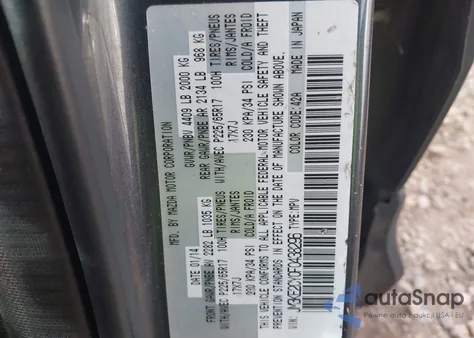 MFD. BY MAZDA MOTOR CORPORATION
DATE 01/14 GVWR/PNBV 4409 LB 2000 KG
FRONT GAWR/PNBE AV 2282 LB 1035 KG REAR GAWR/PNBE AR 2134 LB 968 KG
WITH/AVEC P225/65R17 100H TIRES/PNEUS WITH/AVEC P225/65R17 100H TIRES/PNEUS
17X7J RIMS/JANTES 17X7J RIMS/JANTES
230 KPA/34 PSI COLD/A FROID 230 KPA/34 PSI COLD/A FROID
THIS VEHICLE CONFORMS TO ALL APPLICABLE FEDERAL MOTOR VEHICLE SAFETY AND THEFT
PREVENTION STANDARDS IN EFFECT ON THE DATE OF MANUFACTURE SHOWN ABOVE.
TYPE:MPV COLOR CODE:42A MADE IN JAPAN
AutoSnap
AUTOMOBILE AUCTIONS